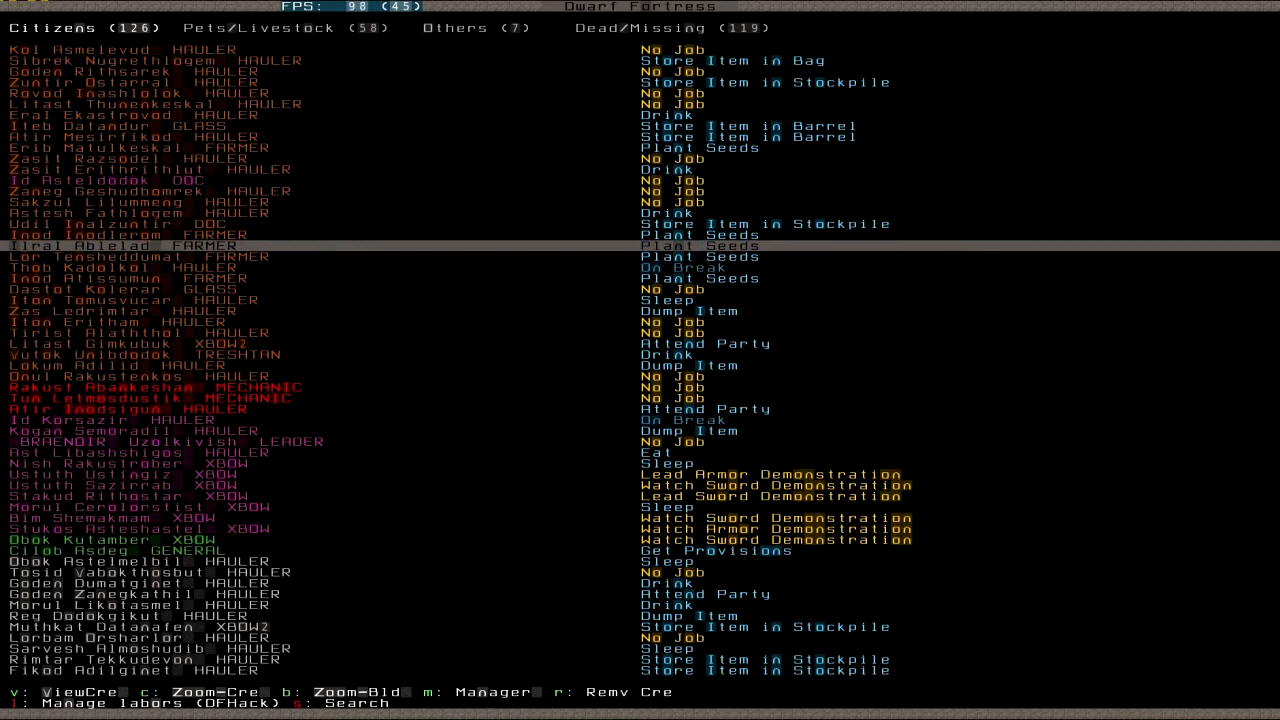 FPS: 98 (45) Dwarf Fortress
Citizens (126) Pets/Livestock (58) Others (7) Dead/Missing (119)
Kol Asmelevud HAULER No Job
Sibrek Nugrethlogem HAULER Store Item in Bag
Goden Rithsarek HAULER No Job
Zuntir Ostarral HAULER Store Item in Stockpile
Rovod Inashlolok HAULER No Job
Litast Thunenkeskal HAULER No Job
Eral Ekastrovod HAULER Drink
Iteb Datandur GLASS Store Item in Barrel
Atir Mesirfikod HAULER Store Item in Barrel
Erib Matulkeskal FARMER Plant Seeds
Zasit Razsodel HAULER No Job
Zasit Erithrithlut HAULER Drink
Id Asteldodok DOC No Job
Zaneg Geshudbomrek HAULER No Job
Sakzul Lilummeng HAULER No Job
Astesh Fathlogem HAULER Drink
Udil Inalzuntir DOC Store Item in Stockpile
Inod Inodlerom FARMER Plant Seeds
Ilral Ablelad FARMER Plant Seeds
Lor Tensheddumat FARMER Plant Seeds
Thob Kadolkol HAULER On Break
Inod Atissumun FARMER Plant Seeds
Dastot Kolerar GLASS No Job
Iton Tomusvucar HAULER Sleep
Zas Ledrimtar HAULER Dump Item
Iton Eritham HAULER No Job
Tirist Alaththol HAULER No Job
Litast Gimkubuk XBOW2 Attend Party
Vutok Unibdodok TRESHTAN Drink
Lokum Adilid HAULER Dump Item
Onul Rakustenkos HAULER No Job
Rakust Abankeshan MECHANIC No Job
Tun Letmosdustik MECHANIC No Job
Atir Inodsigun HAULER Attend Party
Id Korsazir HAULER On Break
Kogan Semoradil HAULER Dump Item
BRAENOIR Uzolkivish LEADER No Job
Ast Libashshigos HAULER Eat
Nish Rakustrober XBOW Sleep
Ustuth Ustingiz XBOW Lead Armor Demonstration
Ustuth Sazirrab XBOW Watch Sword Demonstration
Stakud Rithostar XBOW Lead Sword Demonstration
Morul Cerolorstist XBOW Sleep
Bim Shemakmam XBOW Watch Sword Demonstration
Stukos Asteshastel XBOW Watch Armor Demonstration
Obok Kutamber XBOW Watch Sword Demonstration
Cilob Asdeg GENERAL Get Provisions
Obok Astelmelbil HAULER Sleep
Tosid Vabokthosbut HAULER No Job
Goden Dumatginet HAULER Drink
Goden Zanegkathil HAULER Attend Party
Morul Likotasmel HAULER Drink
Reg Dodokgikut HAULER Dump Item
Muthkat Datanafen XBOW2 Store Item in Stockpile
Lorbam Orsharlor HAULER No Job
Sarvesh Almoshudib HAULER Sleep
Rimtar Tekkudevon HAULER Store Item in Stockpile
Fikod Adilginet HAULER Store Item in Stockpile
v: ViewCre c: Zoom-Cre b: Zoom-Bld m: Manager r: Remv Cre
l: Manage labors (DFHack) s: Search